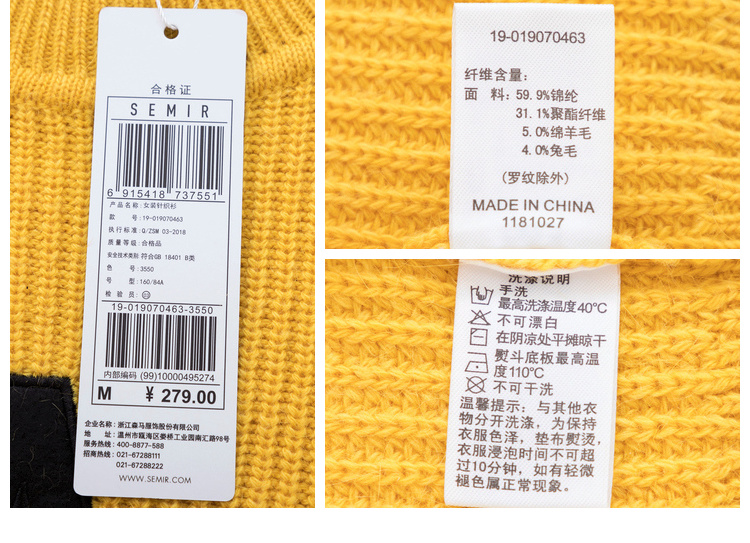 合格证
SEMIR
6 915418 737551
产品名称:女装针织衫
款 号:19-019070463
执行标准:Q/ZSM 03-2018
质量等级:合格品
安全技术类别 符合GB 18401 B类
色 号:3550
号 型:160/84A
检 验 员:
19-019070463-3550
内部编码 (99)10000495274
M ¥ 279.00
企业名称:浙江森马服饰股份有限公司
地 址:温州市瓯海区娄桥工业园南汇路98号
服务热线:400-8877-588
招商热线:021-67288111
021-67288222
WWW.SEMIR.COM
19-019070463
纤维含量:
面 料:59.9%锦纶
31.1%聚酯纤维
5.0%绵羊毛
4.0%兔毛
(罗纹除外)
MADE IN CHINA
1181027
洗涤说明
手洗
最高洗涤温度40℃
不可漂白
在阴凉处平摊晾干
熨斗底板最高温
度110℃
不可干洗
温馨提示:与其他衣
物分开洗涤,为保持
衣服色泽,垫布熨烫,
衣服浸泡时间不可超
过10分钟,如有轻微
褪色属正常现象。